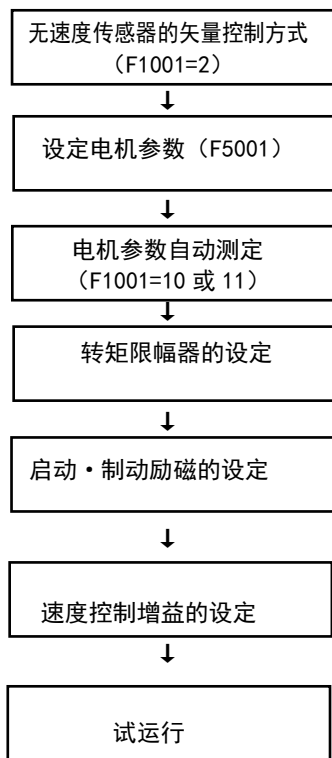 无速度传感器的矢量控制方式
（F1001=2）
设定电机参数（F5001）
电机参数自动测定
（F1001=10 或 11）
转矩限幅器的设定
启动·制动励磁的设定
速度控制增益的设定
试运行